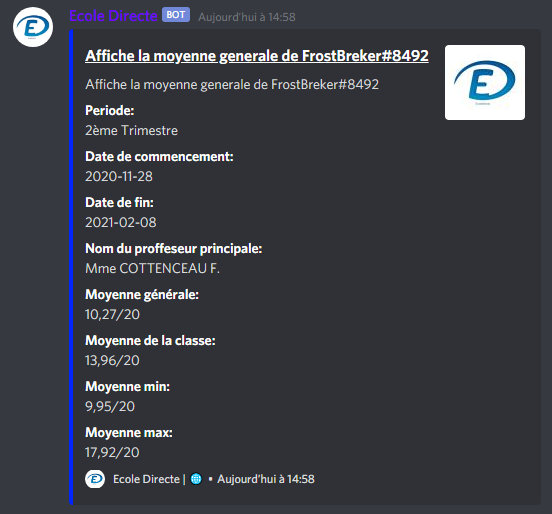 Ecole Directe BOT Aujourd'hui à 14:58
Affiche la moyenne generale de FrostBreker#8492
Affiche la moyenne generale de FrostBreker#8492
Periode:
2ème Trimestre
Date de commencement:
2020-11-28
Date de fin:
2021-02-08
Nom du proffeseur principale:
Mme COTTENCEAU F.
Moyenne générale:
10,27/20
Moyenne de la classe:
13,96/20
Moyenne min:
9,95/20
Moyenne max:
17,92/20
Ecole Directe | 🌐 • Aujourd'hui à 14:58